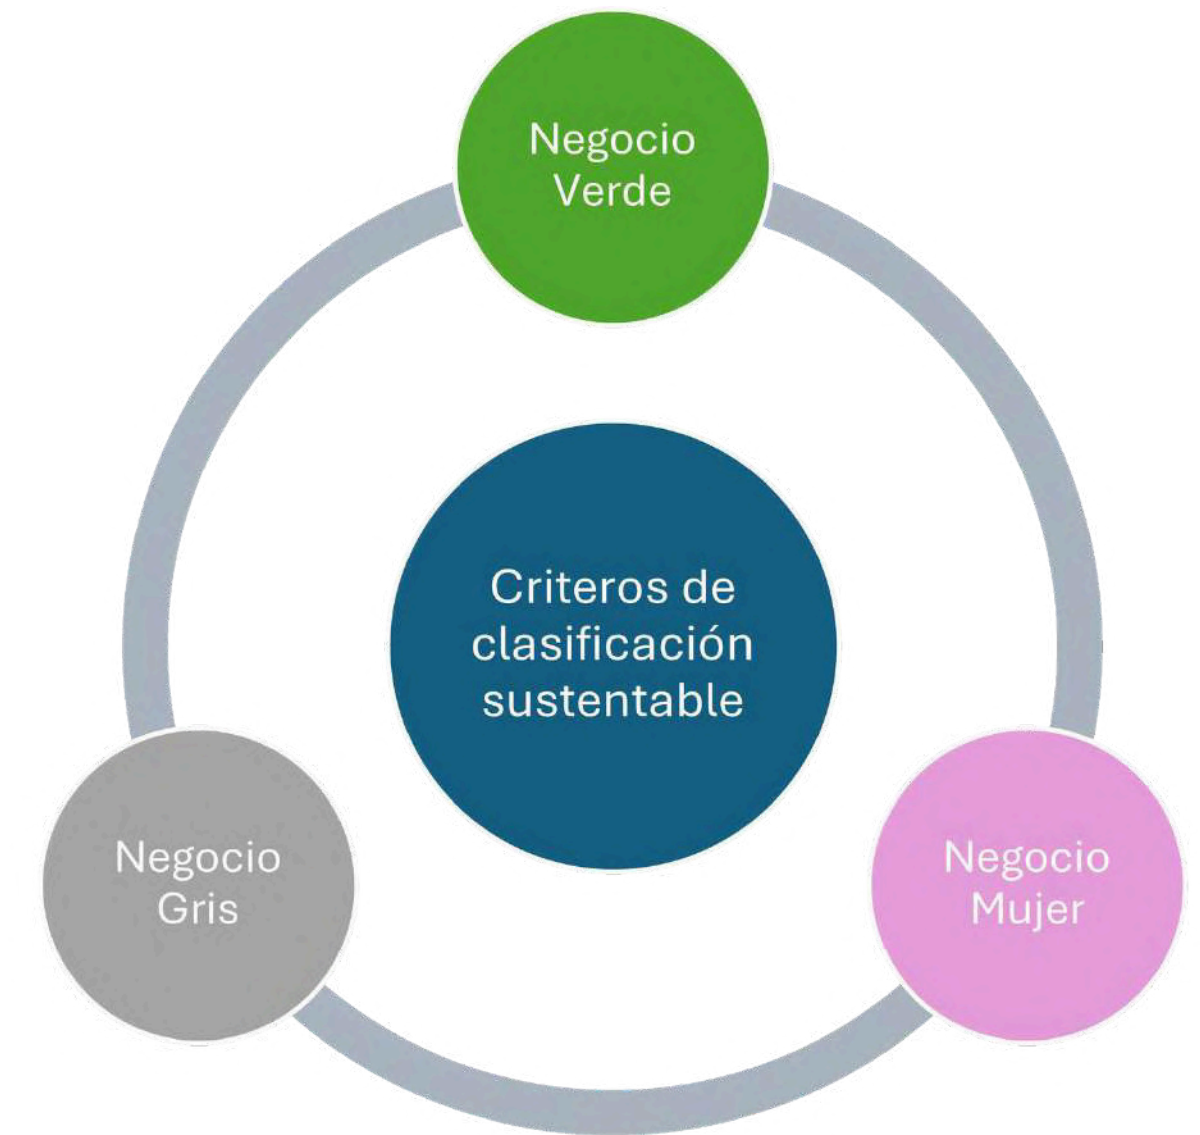 Negocio
Verde
Criteros de
clasificación
sustentable
Negocio
Gris
Negocio
Mujer